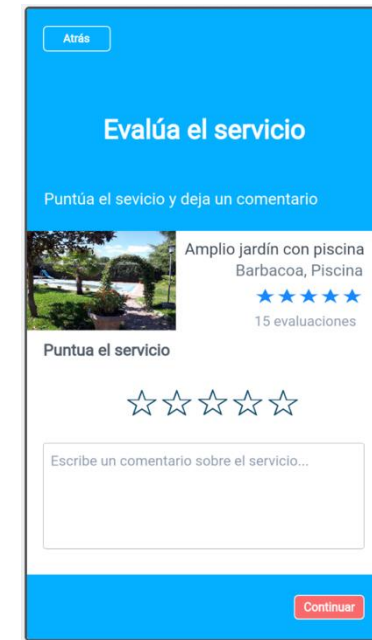 Atrás
Evalúa el servicio
Puntúa el sevicio y deja un comentario
Amplio jardín con piscina
Barbacoa, Piscina
15 evaluaciones
Puntua el servicio
Escribe un comentario sobre el servicio...
Continuar